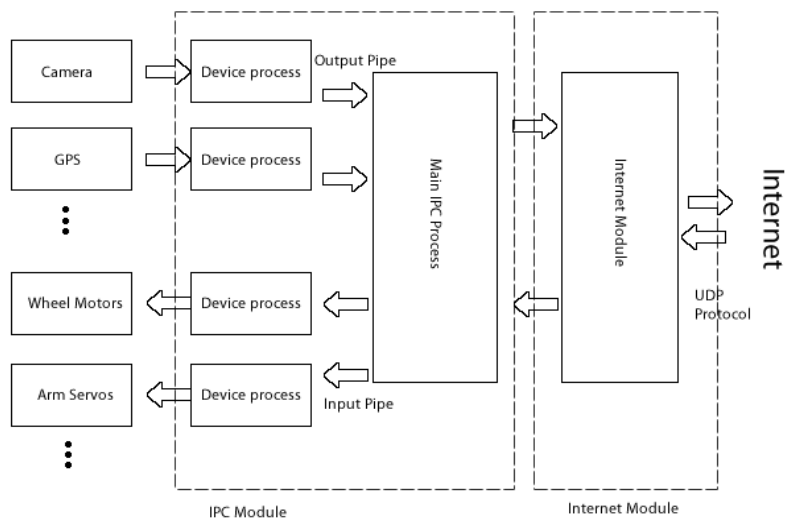 Camera
Device process
Output Pipe
GPS
Device process
Main IPC Process
Internet Module
Internet
Wheel Motors
Device process
UDP
Protocol
Arm Servos
Device process
Input Pipe
IPC Module
Internet Module